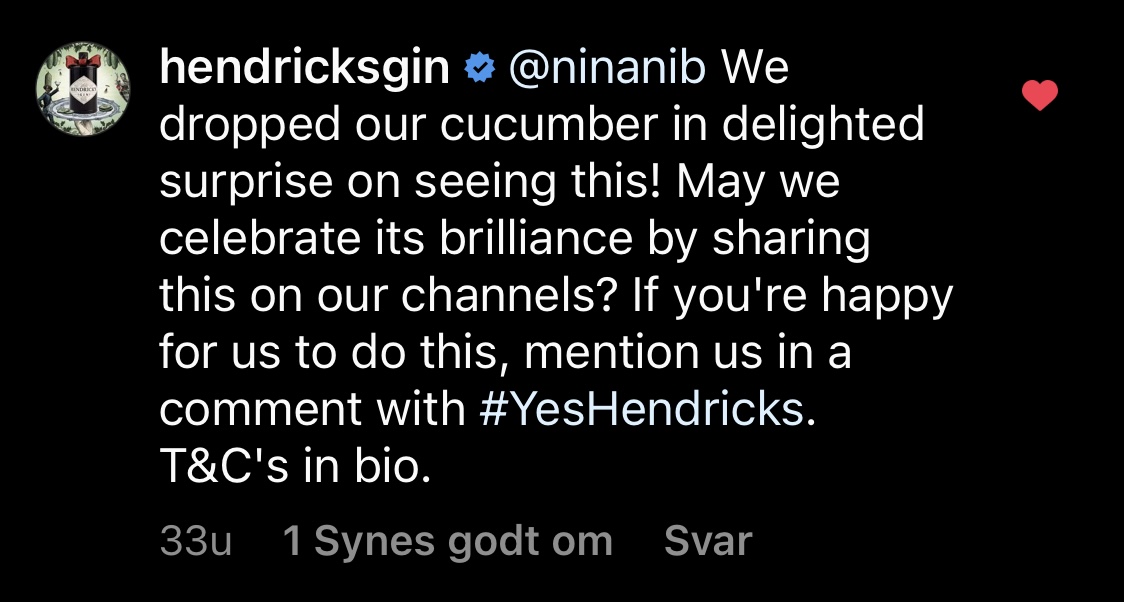 hendricksgin @ninanib We
dropped our cucumber in delighted
surprise on seeing this! May we
celebrate its brilliance by sharing
this on our channels? If you're happy
for us to do this, mention us in a
comment with #YesHendricks.
T&C's in bio.
33u 1 Synes godt om Svar